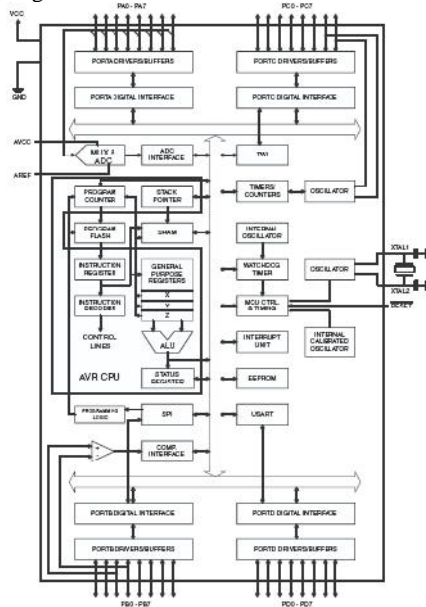 PA0 - PA7
PC0 - PC7
VCC
GND
PORTA DRIVERS/BUFFERS
PORTC DRIVERS/BUFFERS
PORTA DIGITAL INTERFACE
PORTC DIGITAL INTERFACE
AVCC
AREF
MUX &
ADC
ADC
INTERFACE
TWI
PROGRAM
COUNTER
STACK
POINTER
TIMERS/
COUNTERS
OSCILLATOR
PROGRAM
FLASH
SRAM
INTERNAL
OSCILLATOR
XTAL1
INSTRUCTION
REGISTER
GENERAL
PURPOSE
REGISTERS
WATCHDOG
TIMER
OSCILLATOR
X
Y
Z
XTAL2
INSTRUCTION
DECODER
MCU CTRL.
& TIMING
RESET
CONTROL
LINES
ALU
INTERRUPT
UNIT
INTERNAL
CALIBRATED
OSCILLATOR
AVR CPU
STATUS
REGISTER
EEPROM
PROGRAMMING
LOGIC
SPI
USART
+
-
COMP.
INTERFACE
PORTB DIGITAL INTERFACE
PORTD DIGITAL INTERFACE
PORTB DRIVERS/BUFFERS
PORTD DRIVERS/BUFFERS
PB0 - PB7
PD0 - PD7